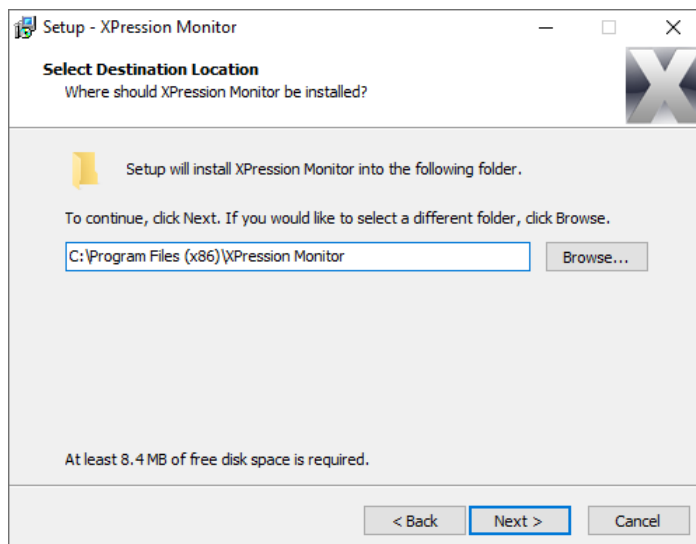 Setup - XPression Monitor
Select Destination Location
Where should XPression Monitor be installed?
X
Setup will install XPression Monitor into the following folder.
To continue, click Next. If you would like to select a different folder, click Browse.
C:\Program Files (x86)\XPression Monitor
Browse...
At least 8.4 MB of free disk space is required.
< Back Next > Cancel